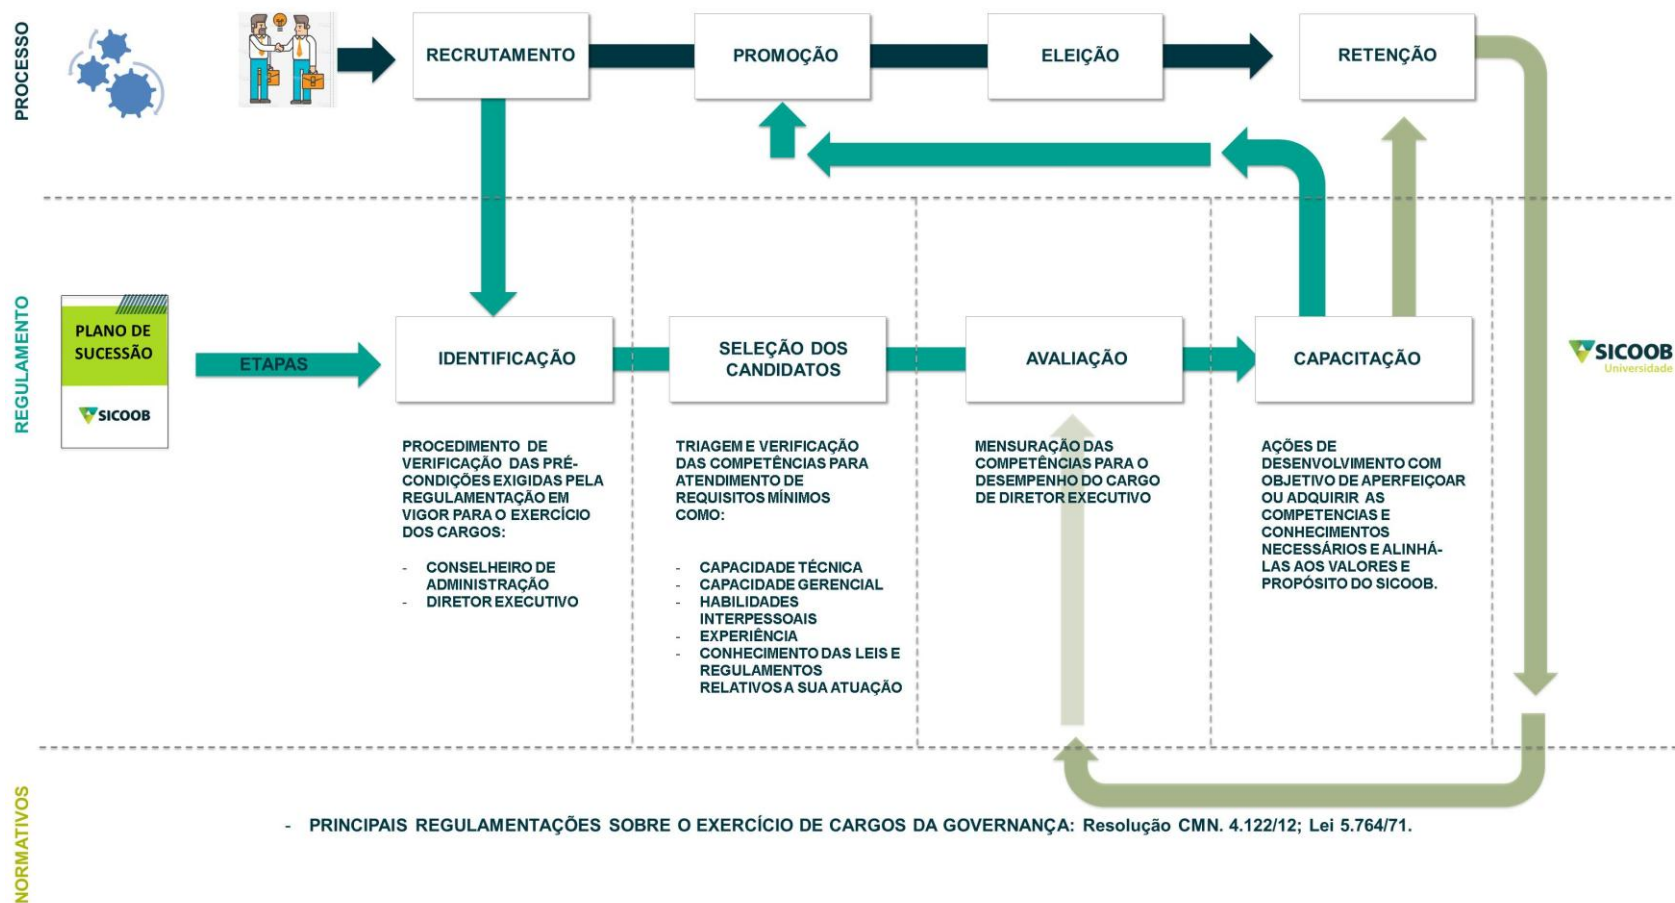 PROCESSO
RECRUTAMENTO
PROMOÇÃO
ELEIÇÃO
RETENÇÃO
REGULAMENTO
PLANO DE
SUCESSÃO
SICOOB
ETAPAS
IDENTIFICAÇÃO
SELEÇÃO DOS
CANDIDATOS
AVALIAÇÃO
CAPACITAÇÃO
SICOOB
Universidade
PROCEDIMENTO DE
VERIFICAÇÃO DAS PRÉ-
CONDIÇÕES EXIGIDAS PELA
REGULAMENTAÇÃO EM
VIGOR PARA O EXERCÍCIO
DOS CARGOS:
- CONSELHEIRO DE
ADMINISTRAÇÃO
- DIRETOR EXECUTIVO
TRIAGEM E VERIFICAÇÃO
DAS COMPETÊNCIAS PARA
ATENDIMENTO DE
REQUISITOS MÍNIMOS
COMO:
- CAPACIDADE TÉCNICA
- CAPACIDADE GERENCIAL
- HABILIDADES
INTERPESSOAIS
- EXPERIÊNCIA
- CONHECIMENTO DAS LEIS E
REGULAMENTOS
RELATIVOS A SUA ATUAÇÃO
MENSURAÇÃO DAS
COMPETÊNCIAS PARA O
DESEMPENHO DO CARGO
DE DIRETOR EXECUTIVO
AÇÕES DE
DESENVOLVIMENTO COM
OBJETIVO DE APERFEIÇOAR
OU ADQUIRIR AS
COMPETENCIAS E
CONHECIMENTOS
NECESSÁRIOS E ALINHÁ-
LAS AOS VALORES E
PROPÓSITO DO SICOOB.
NORMATIVOS
- PRINCIPAIS REGULAMENTAÇÕES SOBRE O EXERCÍCIO DE CARGOS DA GOVERNANÇA: Resolução CMN. 4.122/12; Lei 5.764/71.